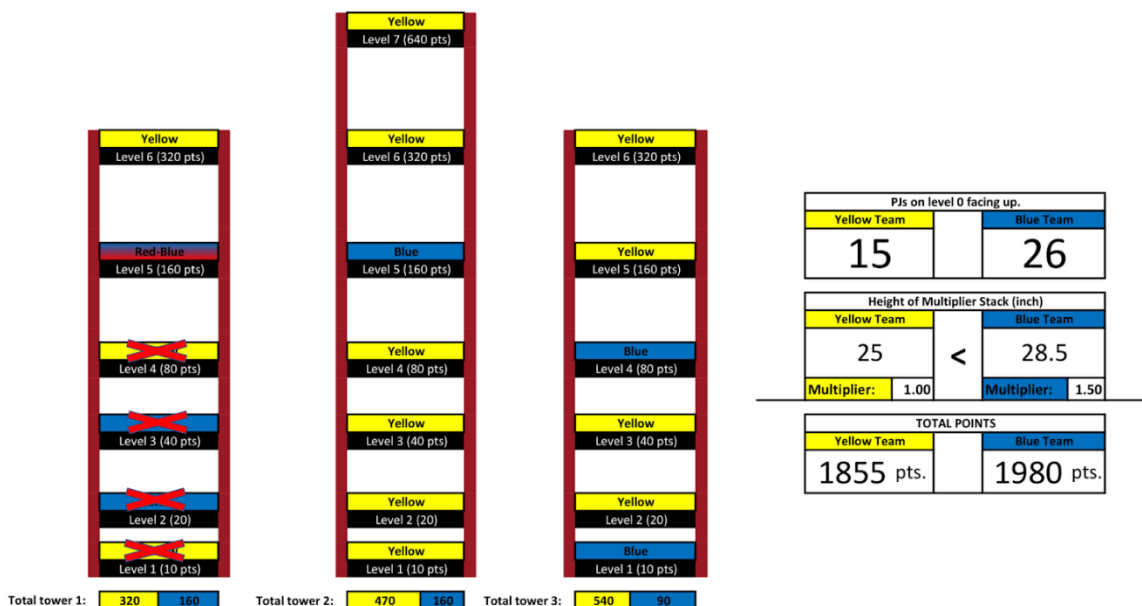 Yellow
Level 7 (640 pts)
Yellow
Level 6 (320 pts)
Yellow
Level 6 (320 pts)
Yellow
Level 6 (320 pts)
Red-Blue
Level 5 (160 pts)
Blue
Level 5 (160 pts)
Yellow
Level 5 (160 pts)
Level 4 (80 pts)
Yellow
Level 4 (80 pts)
Blue
Level 4 (80 pts)
Level 3 (40 pts)
Yellow
Level 3 (40 pts)
Yellow
Level 3 (40 pts)
Level 2 (20)
Yellow
Level 2 (20)
Yellow
Level 2 (20)
Level 1 (10 pts)
Yellow
Level 1 (10 pts)
Blue
Level 1 (10 pts)
Total tower 1: 320 160
Total tower 2: 470 160
Total tower 3: 540 90
PJs on level 0 facing up.
Yellow Team Blue Team
15 26
Height of Multiplier Stack (inch)
Yellow Team Blue Team
25 < 28.5
Multiplier: 1.00 Multiplier: 1.50
TOTAL POINTS
Yellow Team Blue Team
1855 pts. 1980 pts.